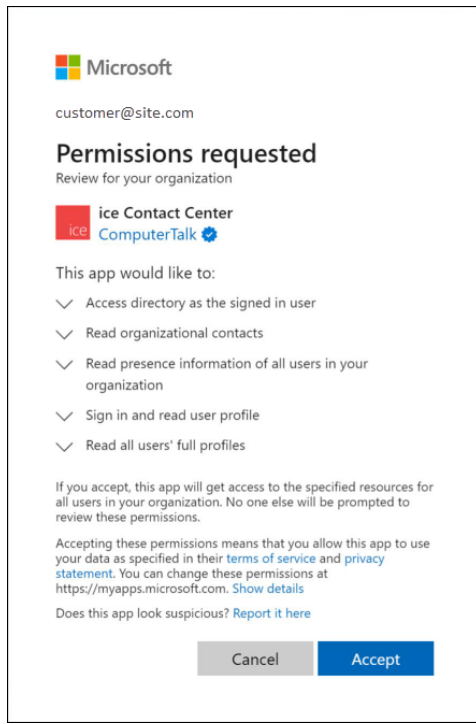 Microsoft
customer@site.com
Permissions requested
Review for your organization
ice
ice Contact Center
ComputerTalk
This app would like to:
Access directory as the signed in user
Read organizational contacts
Read presence information of all users in your
organization
Sign in and read user profile
Read all users' full profiles
If you accept, this app will get access to the specified resources for
all users in your organization. No one else will be prompted to
review these permissions.
Accepting these permissions means that you allow this app to use
your data as specified in their terms of service and privacy
statement. You can change these permissions at
https://myapps.microsoft.com. Show details
Does this app look suspicious? Report it here
Cancel
Accept